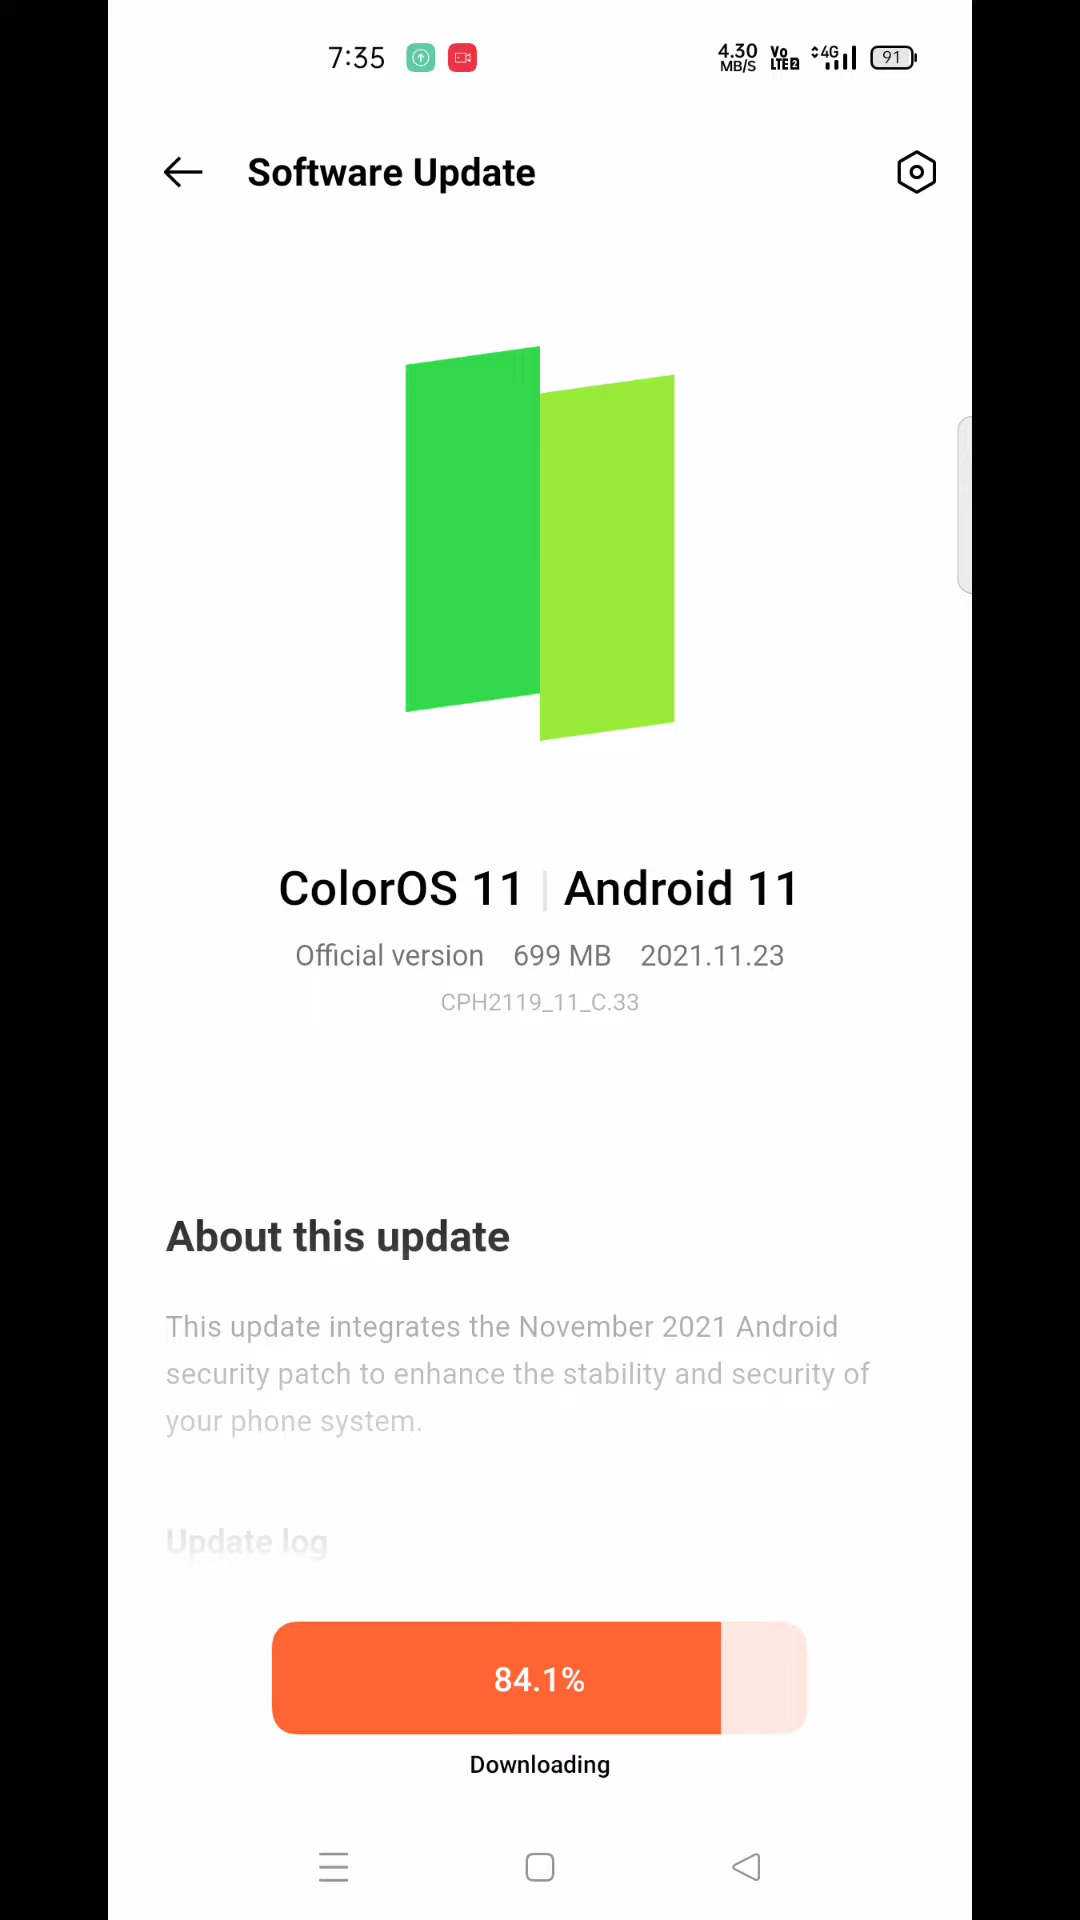 7:35 4.30 MB/S Vo LTE2 4G 91
Software Update
ColorOS 11 | Android 11
Official version 699 MB 2021.11.23
CPH2119_11_C.33
About this update
This update integrates the November 2021 Android
security patch to enhance the stability and security of
your phone system.
Update log
84.1%
Downloading